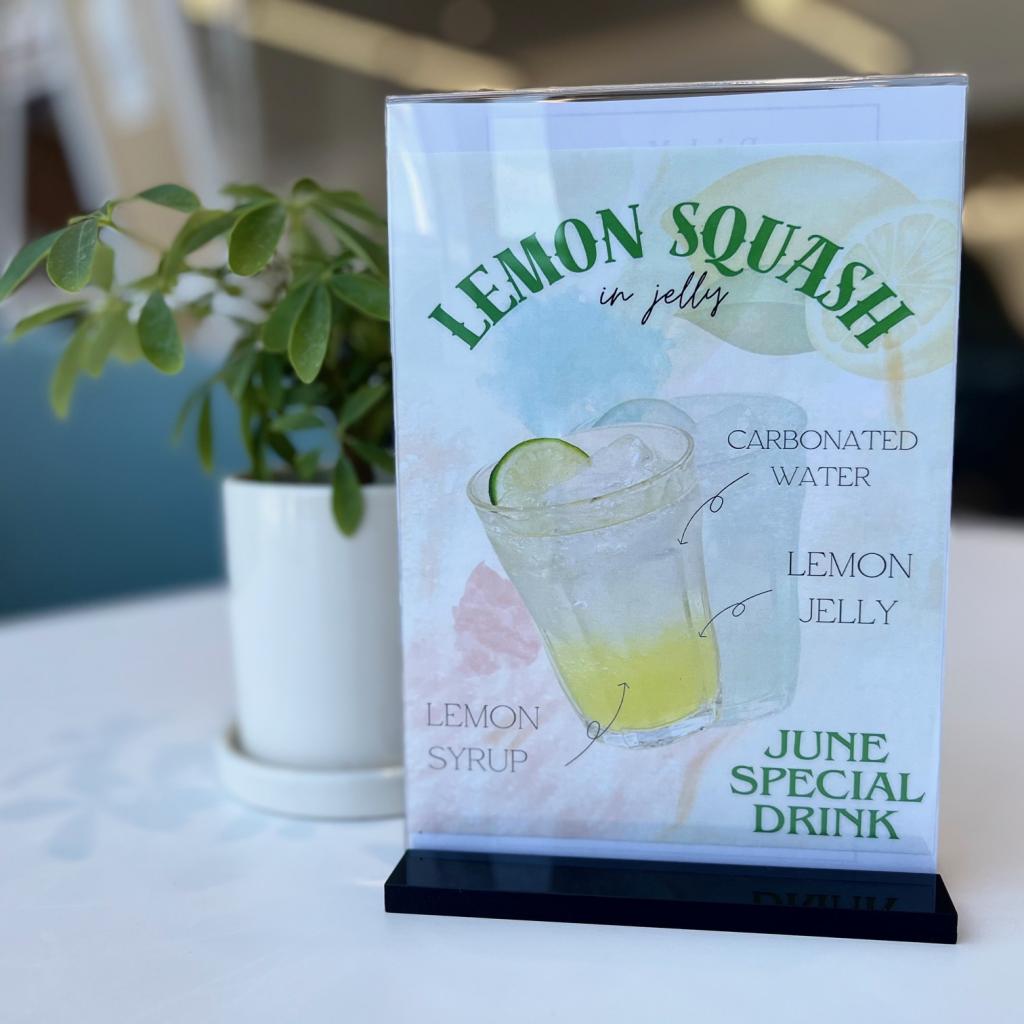 LEMON SQUASH
in jelly
CARBONATED
WATER
LEMON
JELLY
LEMON
SYRUP
JUNE
SPECIAL
DRINK